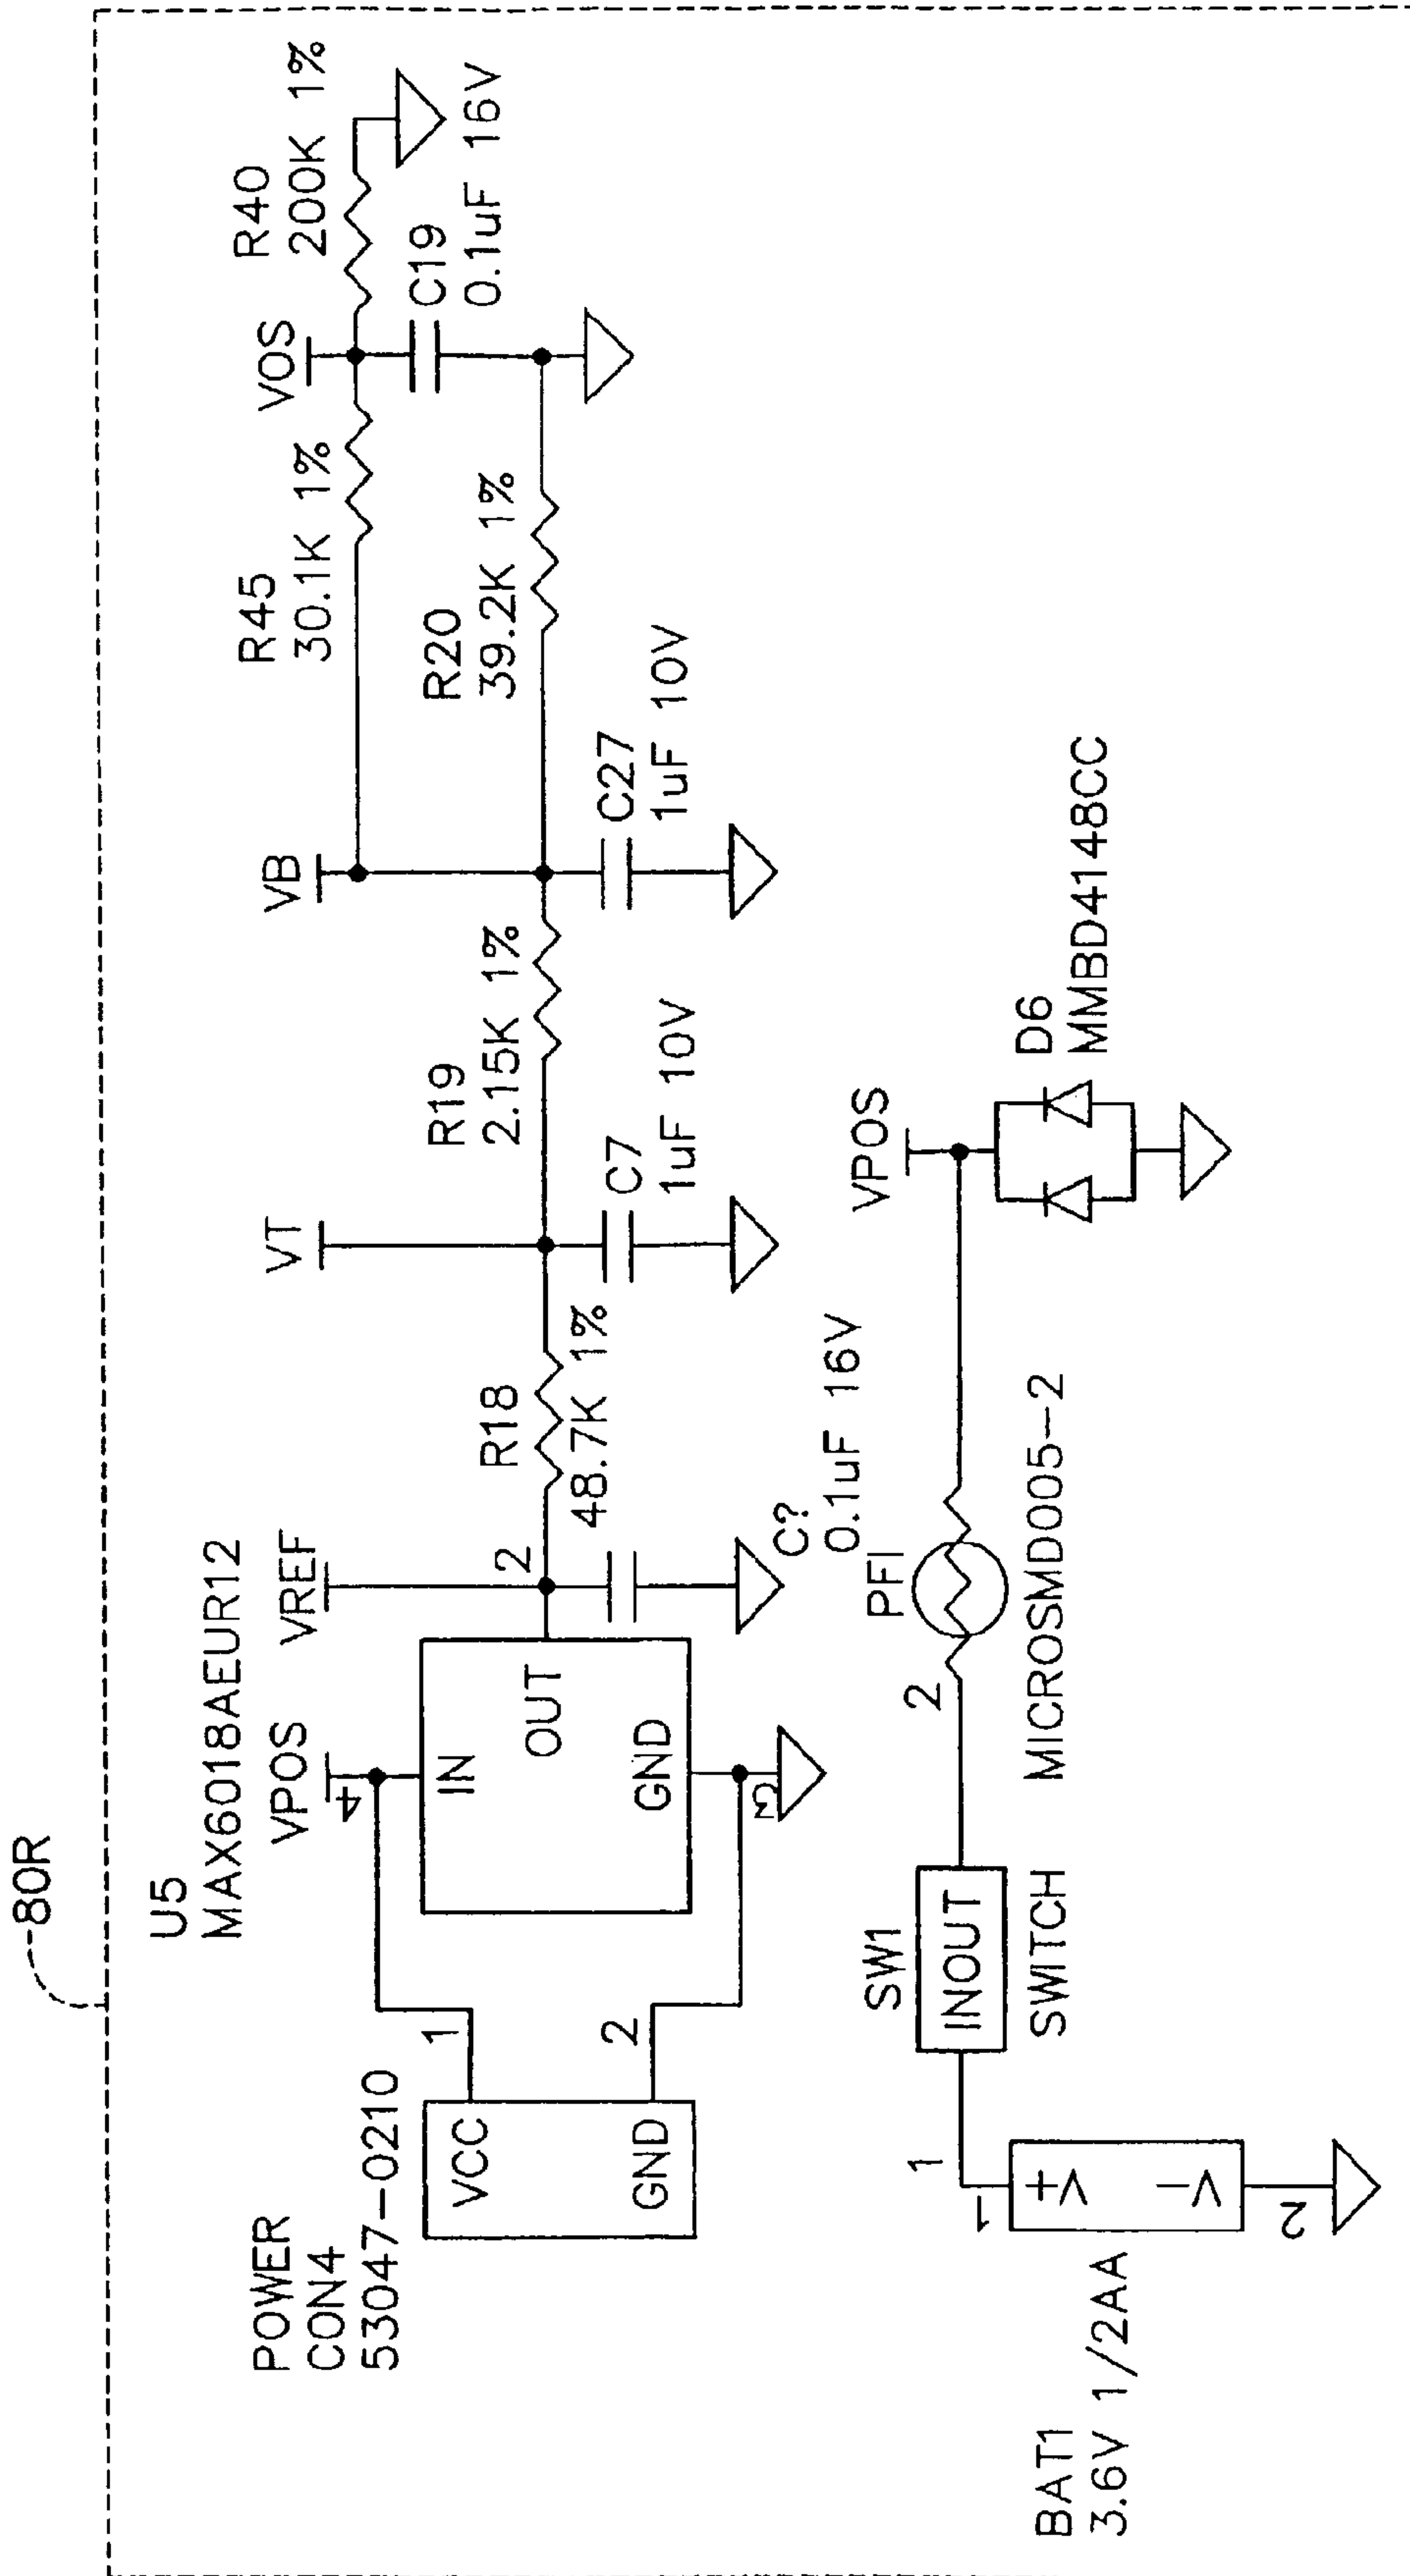 80R
U5
MAX6018AEUR12
POWER
CON4
53047-0210
VCC
GND
1
2
VPOS
4
IN
OUT
GND
3
VREF
2
R18
48.7K 1%
C?
0.1uF 16V
VT
C7
1uF 10V
R19
2.15K 1%
VB
C27
1uF 10V
R45
30.1K 1%
R20
39.2K 1%
VOS
C19
0.1uF 16V
R40
200K 1%
BAT1
3.6V 1/2AA
1
1
V+
V-
2
SW1
INOUT
SWITCH
2
PFI
MICROSMD005-2
VPOS
D6
MMBD4148CC